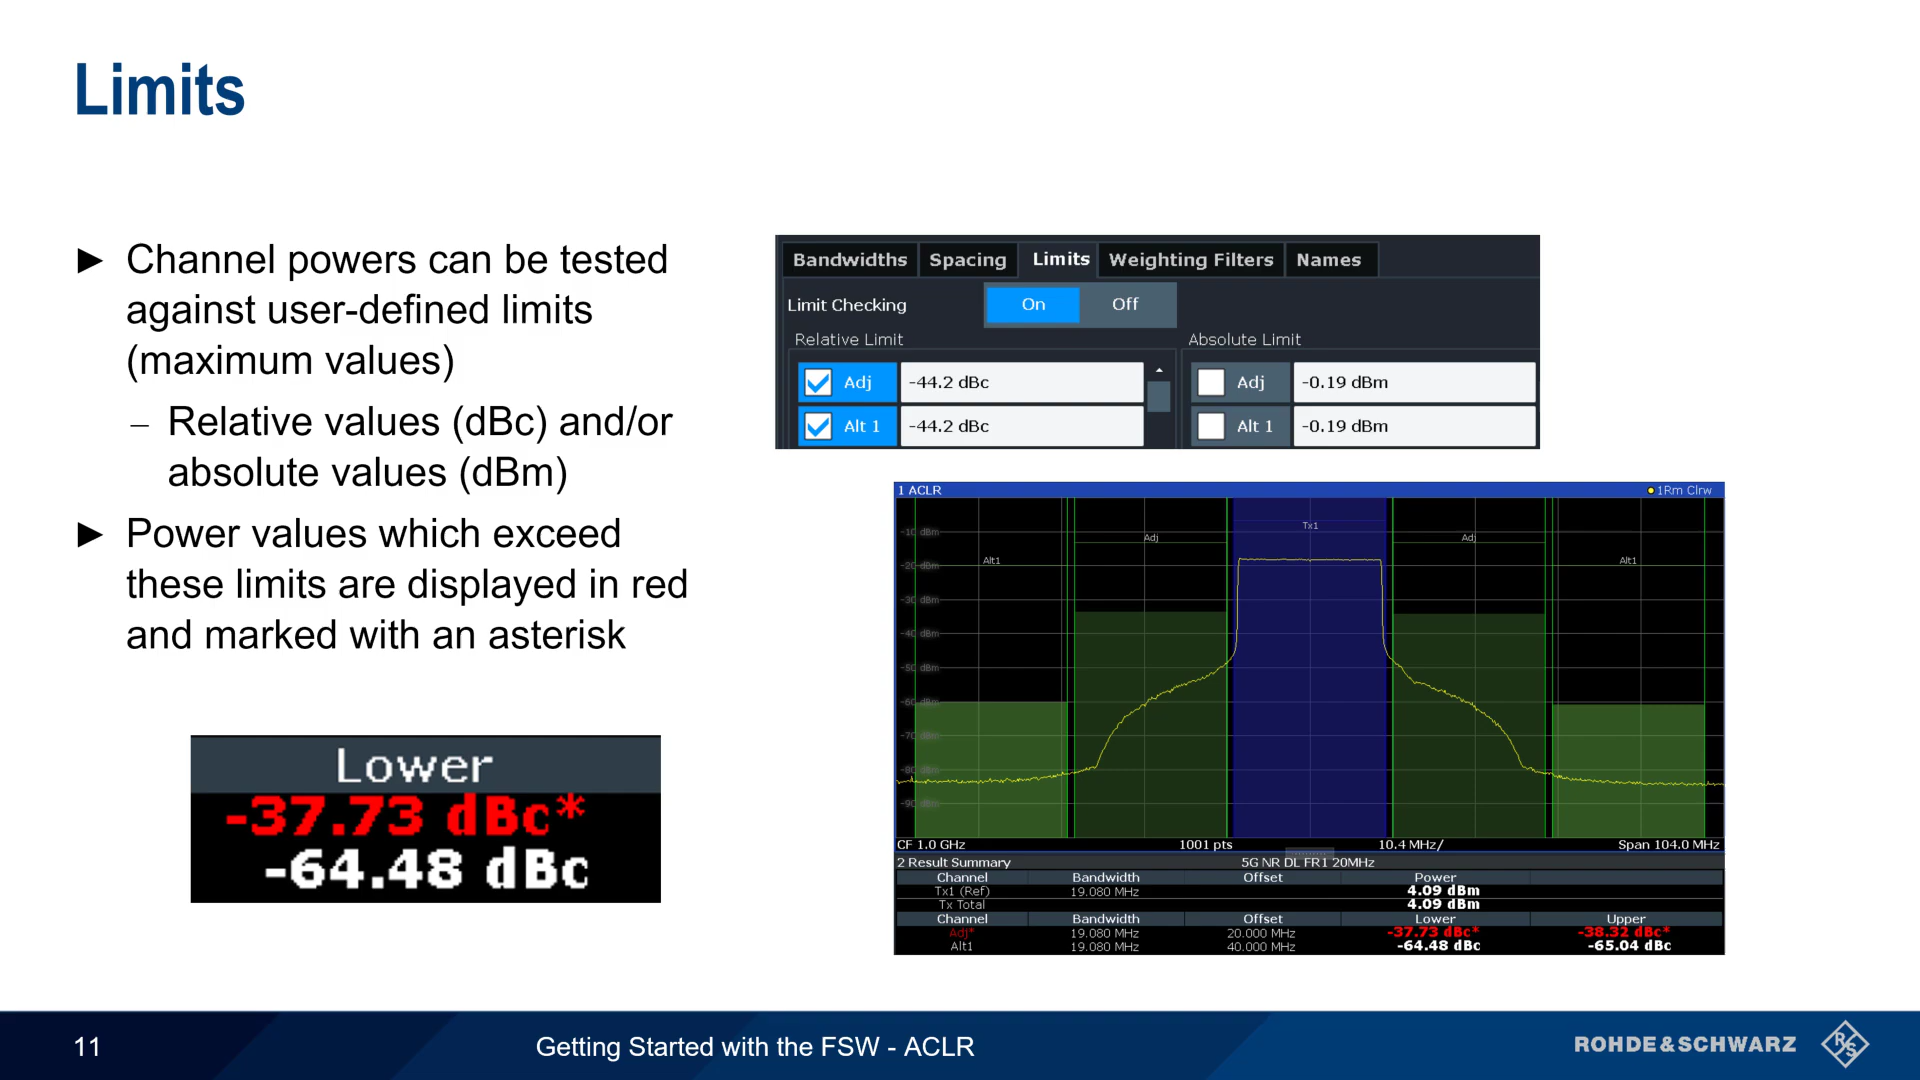 Limits
► Channel powers can be tested
against user-defined limits
(maximum values)
– Relative values (dBc) and/or
absolute values (dBm)
► Power values which exceed
these limits are displayed in red
and marked with an asterisk
Lower
-37.73 dBc*
-64.48 dBc
Bandwidths Spacing Limits Weighting Filters Names
Limit Checking On Off
Relative Limit Absolute Limit
Adj -44.2 dBc Adj -0.19 dBm
Alt 1 -44.2 dBc Alt 1 -0.19 dBm
1 ACLR 1Rm Clrw
Tx1
-10 dBm Adj Adj
Alt1 Alt1
-20 dBm
-30 dBm
-40 dBm
-50 dBm
-60 dBm
-70 dBm
-80 dBm
-90 dBm
CF 1.0 GHz 1001 pts 10.4 MHz/ Span 104.0 MHz
2 Result Summary 5G NR DL FR1 20MHz
Channel Bandwidth Offset Power
Tx1 (Ref) 19.080 MHz 4.09 dBm
Tx Total 4.09 dBm
Channel Bandwidth Offset Lower Upper
Adj* 19.080 MHz 20.000 MHz -37.73 dBc* -38.32 dBc*
Alt1 19.080 MHz 40.000 MHz -64.48 dBc -65.04 dBc
11 Getting Started with the FSW - ACLR ROHDE&SCHWARZ R&S